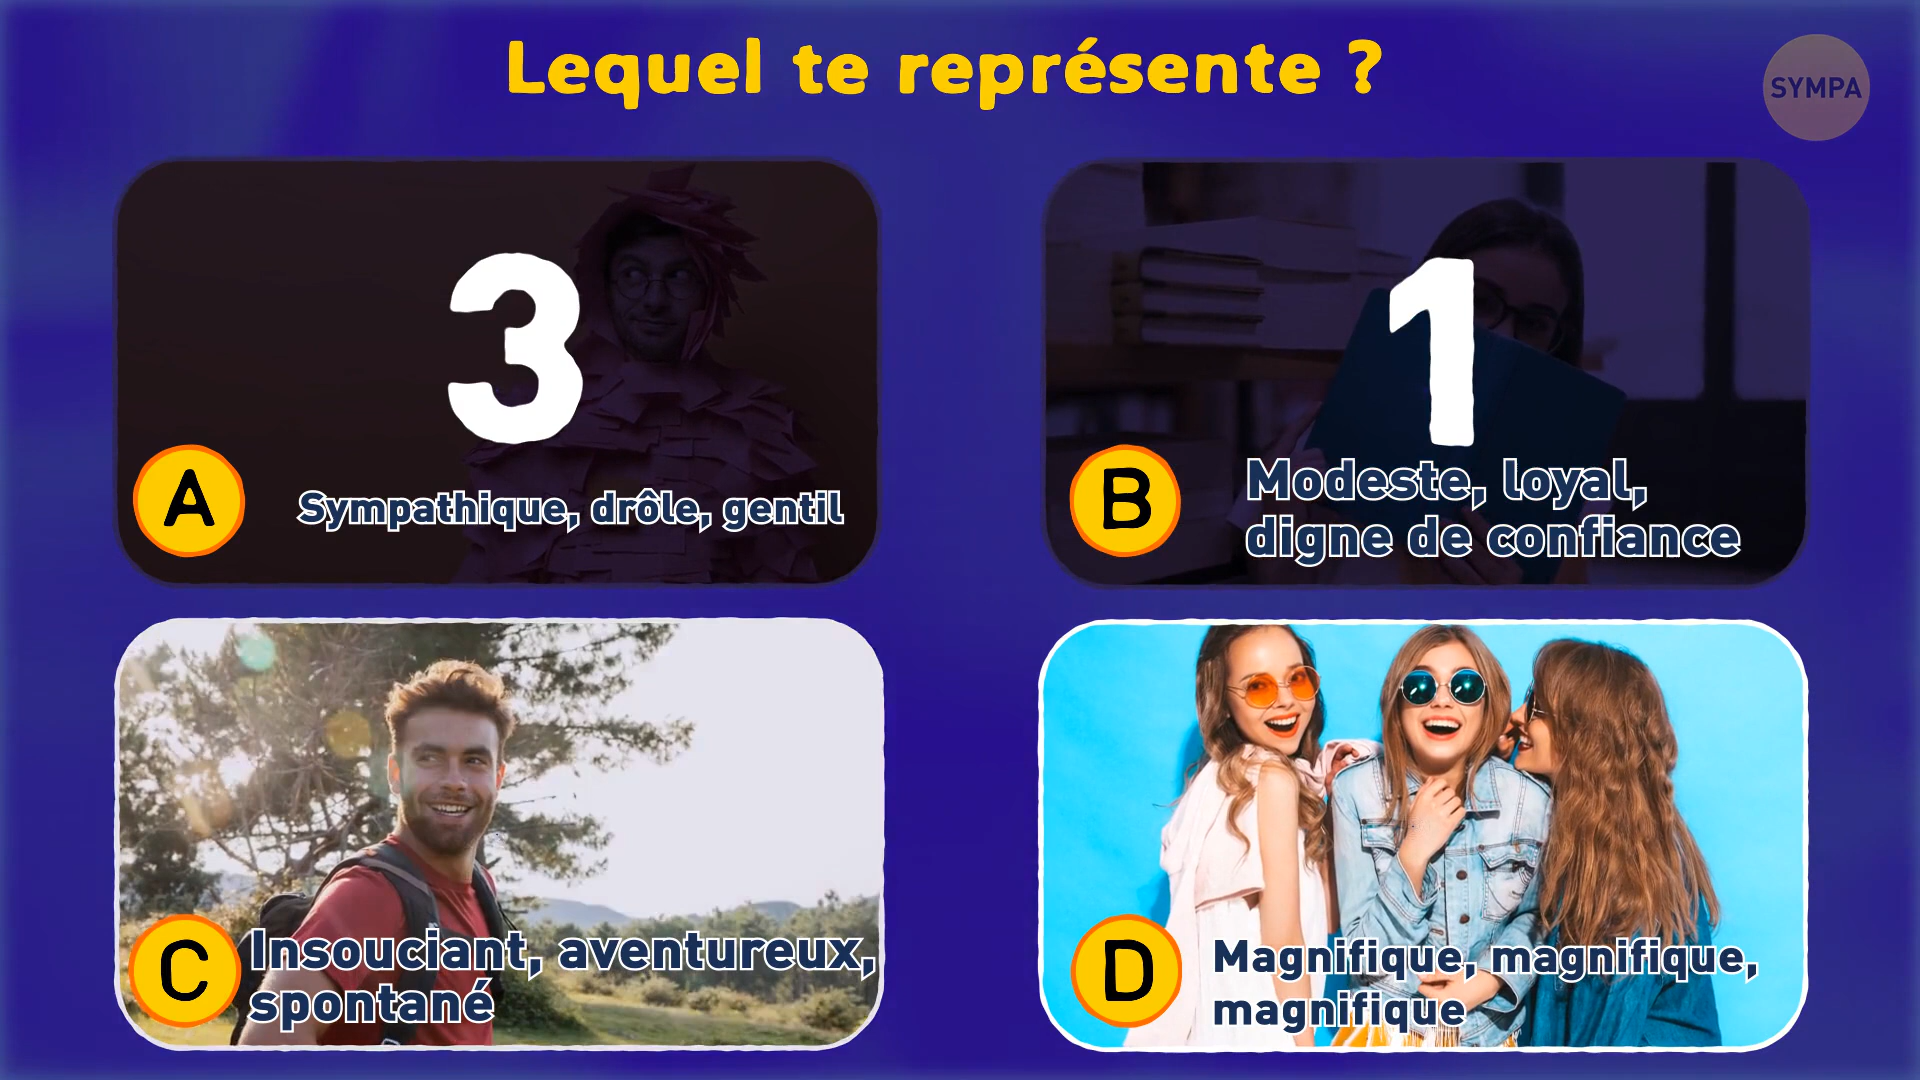 Lequel te représente ?
SYMPA
3
A
Sympathique, drôle, gentil
1
B
Modeste, loyal,
digne de confiance
C
Insouciant, aventureux,
spontané
D
Magnifique, magnifique,
magnifique